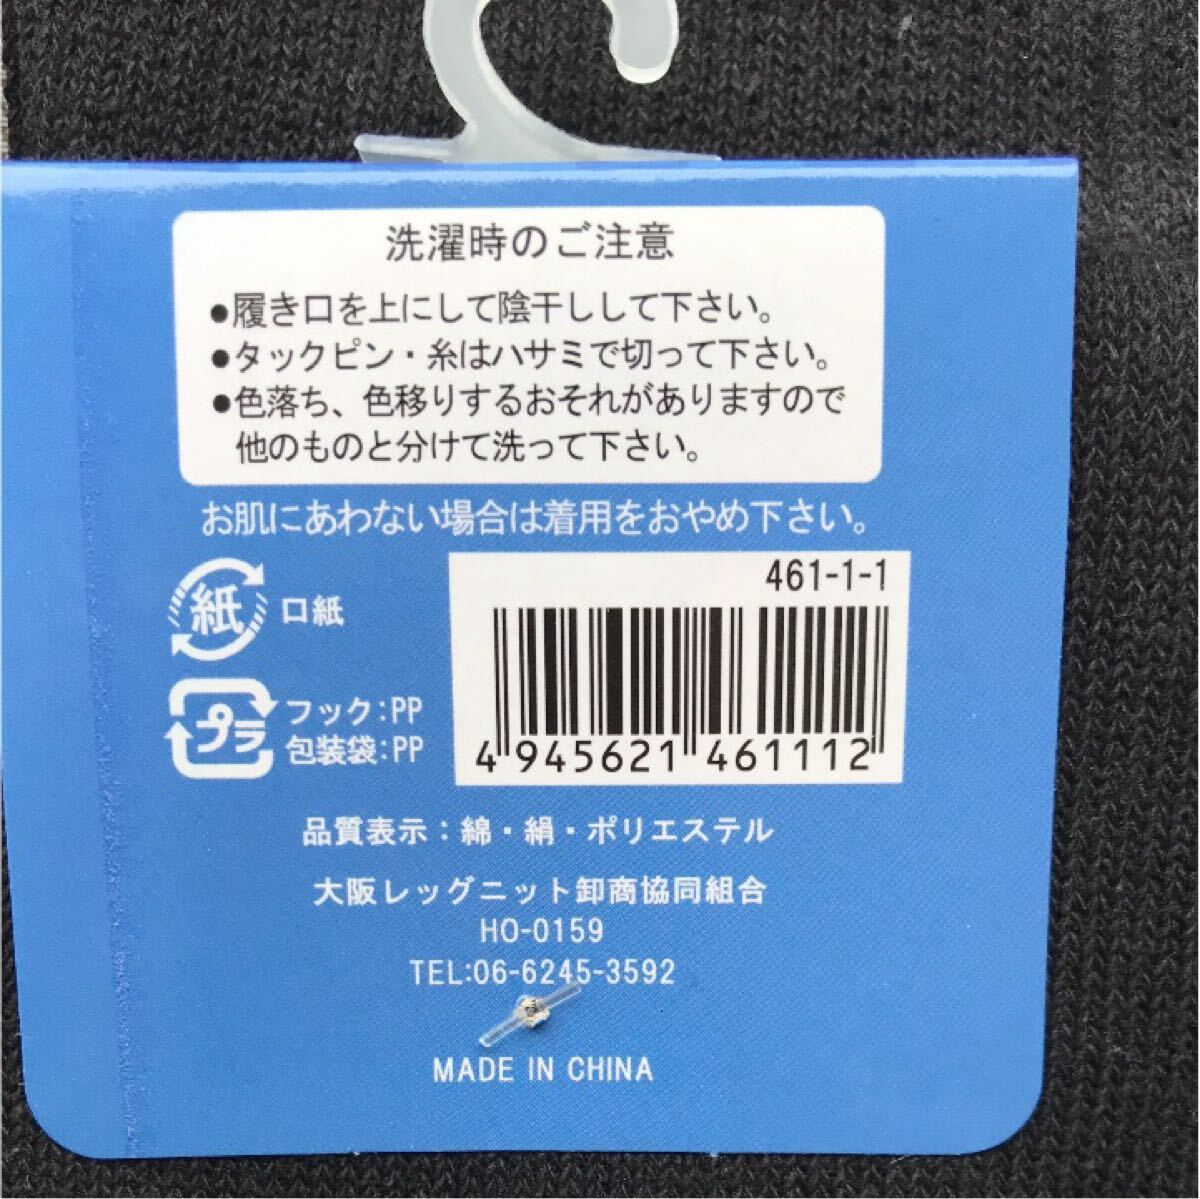 洗濯時のご注意
●履き口を上にして陰干しして下さい。
●タックピン・糸はハサミで切って下さい。
●色落ち、色移りするおそれがありますので
他のものと分けて洗って下さい。
お肌にあわない場合は着用をおやめ下さい。
紙 口紙
プラ フック:PP
包装袋:PP
461-1-1
4 945621 461112
品質表示:綿・絹・ポリエステル
大阪レッグニット卸商協同組合
HO-0159
TEL:06-6245-3592
MADE IN CHINA